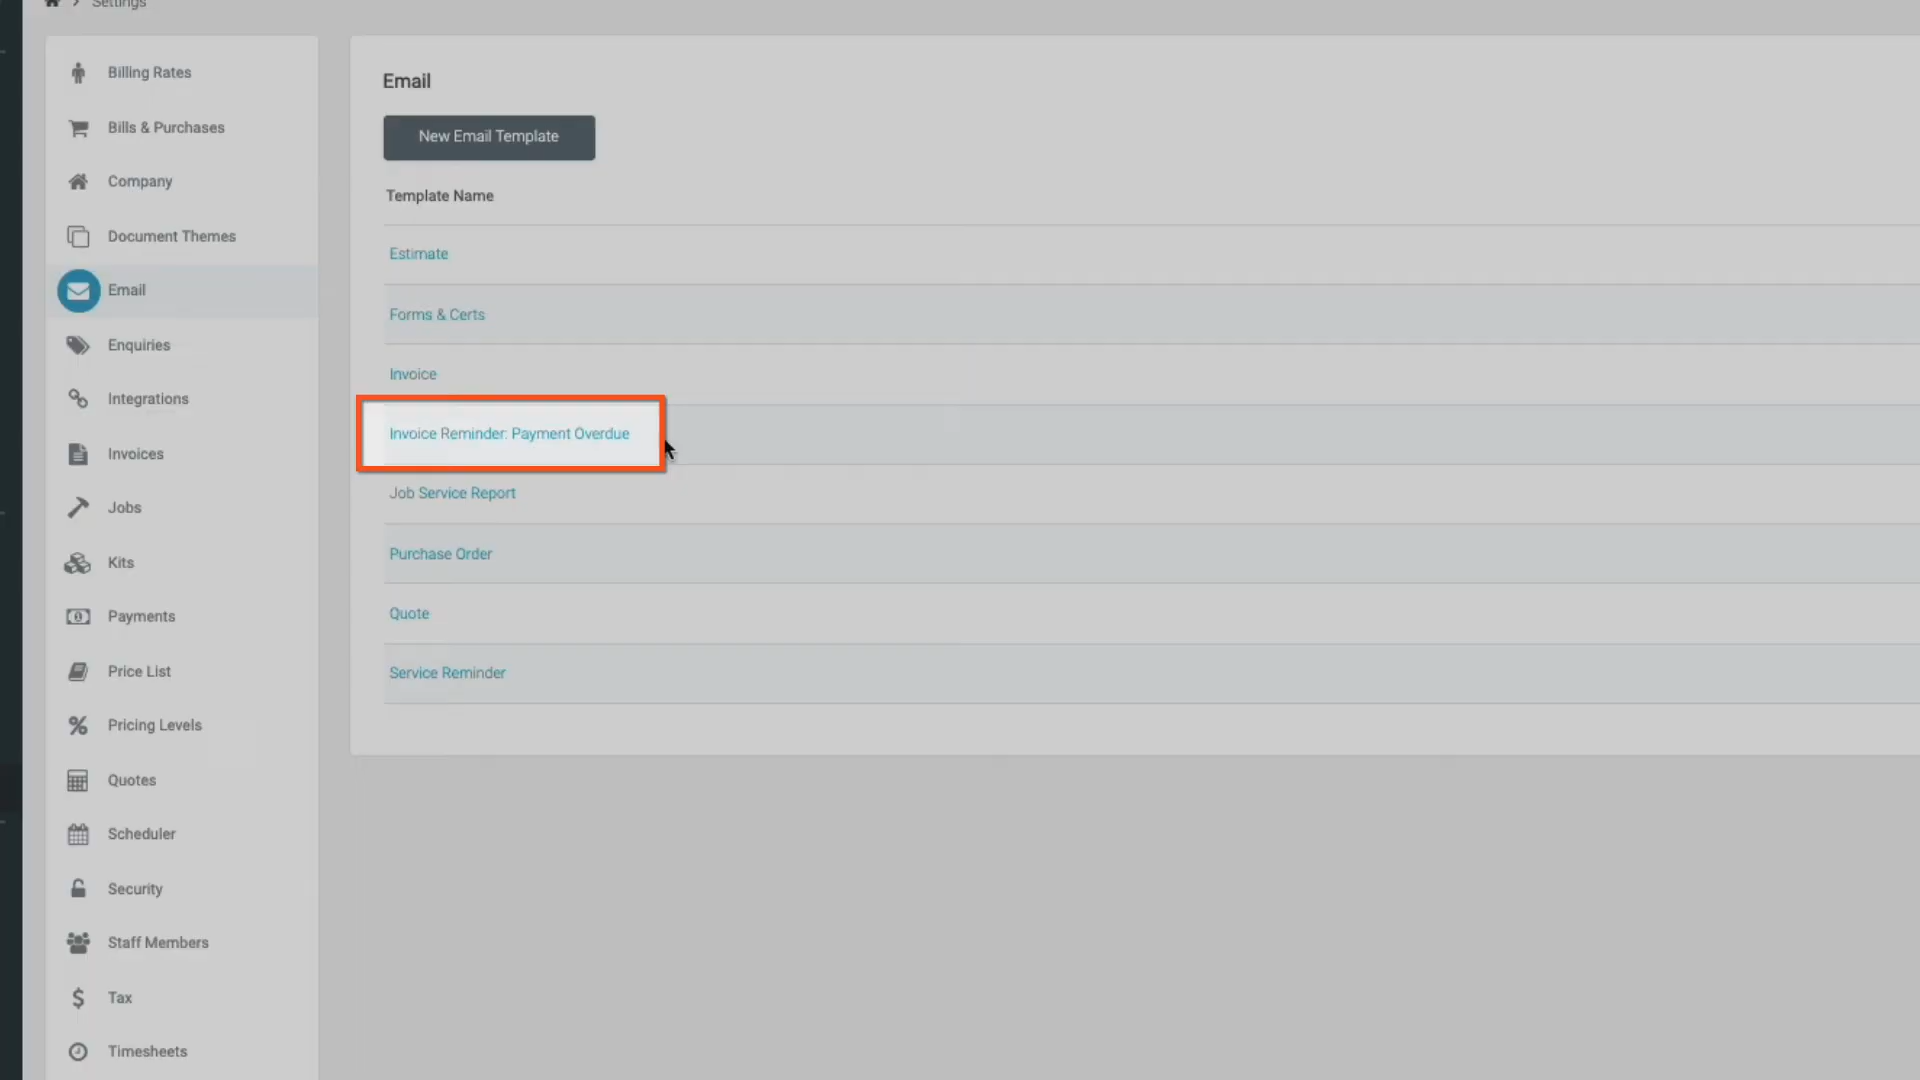 Settings
Billing Rates
Bills & Purchases
Company
Document Themes
Email
Enquiries
Integrations
Invoices
Jobs
Kits
Payments
Price List
Pricing Levels
Quotes
Scheduler
Security
Staff Members
Tax
Timesheets
Email
New Email Template
Template Name
Estimate
Forms & Certs
Invoice
Invoice Reminder: Payment Overdue
Job Service Report
Purchase Order
Quote
Service Reminder